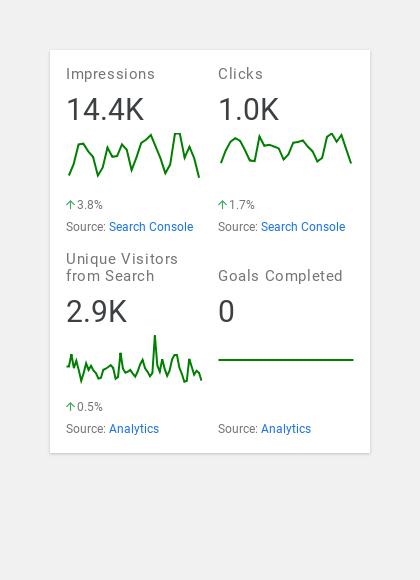 Impressions
14.4K
↑3.8%
Source: Search Console
Clicks
1.0K
↑1.7%
Source: Search Console
Unique Visitors
from Search
2.9K
↑0.5%
Source: Analytics
Goals Completed
0
Source: Analytics